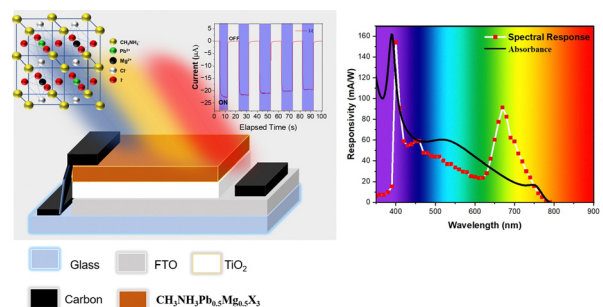 CH₃NH₃⁺
Pb²⁺
Mg²⁺
Cl⁻
I⁻
OFF
ON
Current (μA)
0
-5
-10
-15
-20
-25
0 10 20 30 40 50 60 70 80 90 100
Elapsed Time (s)
Glass
FTO
TiO₂
Carbon
CH₃NH₃Pb₀.₅Mg₀.₅X₃
Spectral Response
Absorbance
Responsivity (mA/W)
160
140
120
100
80
60
40
20
0
400 500 600 700 800 900
Wavelength (nm)